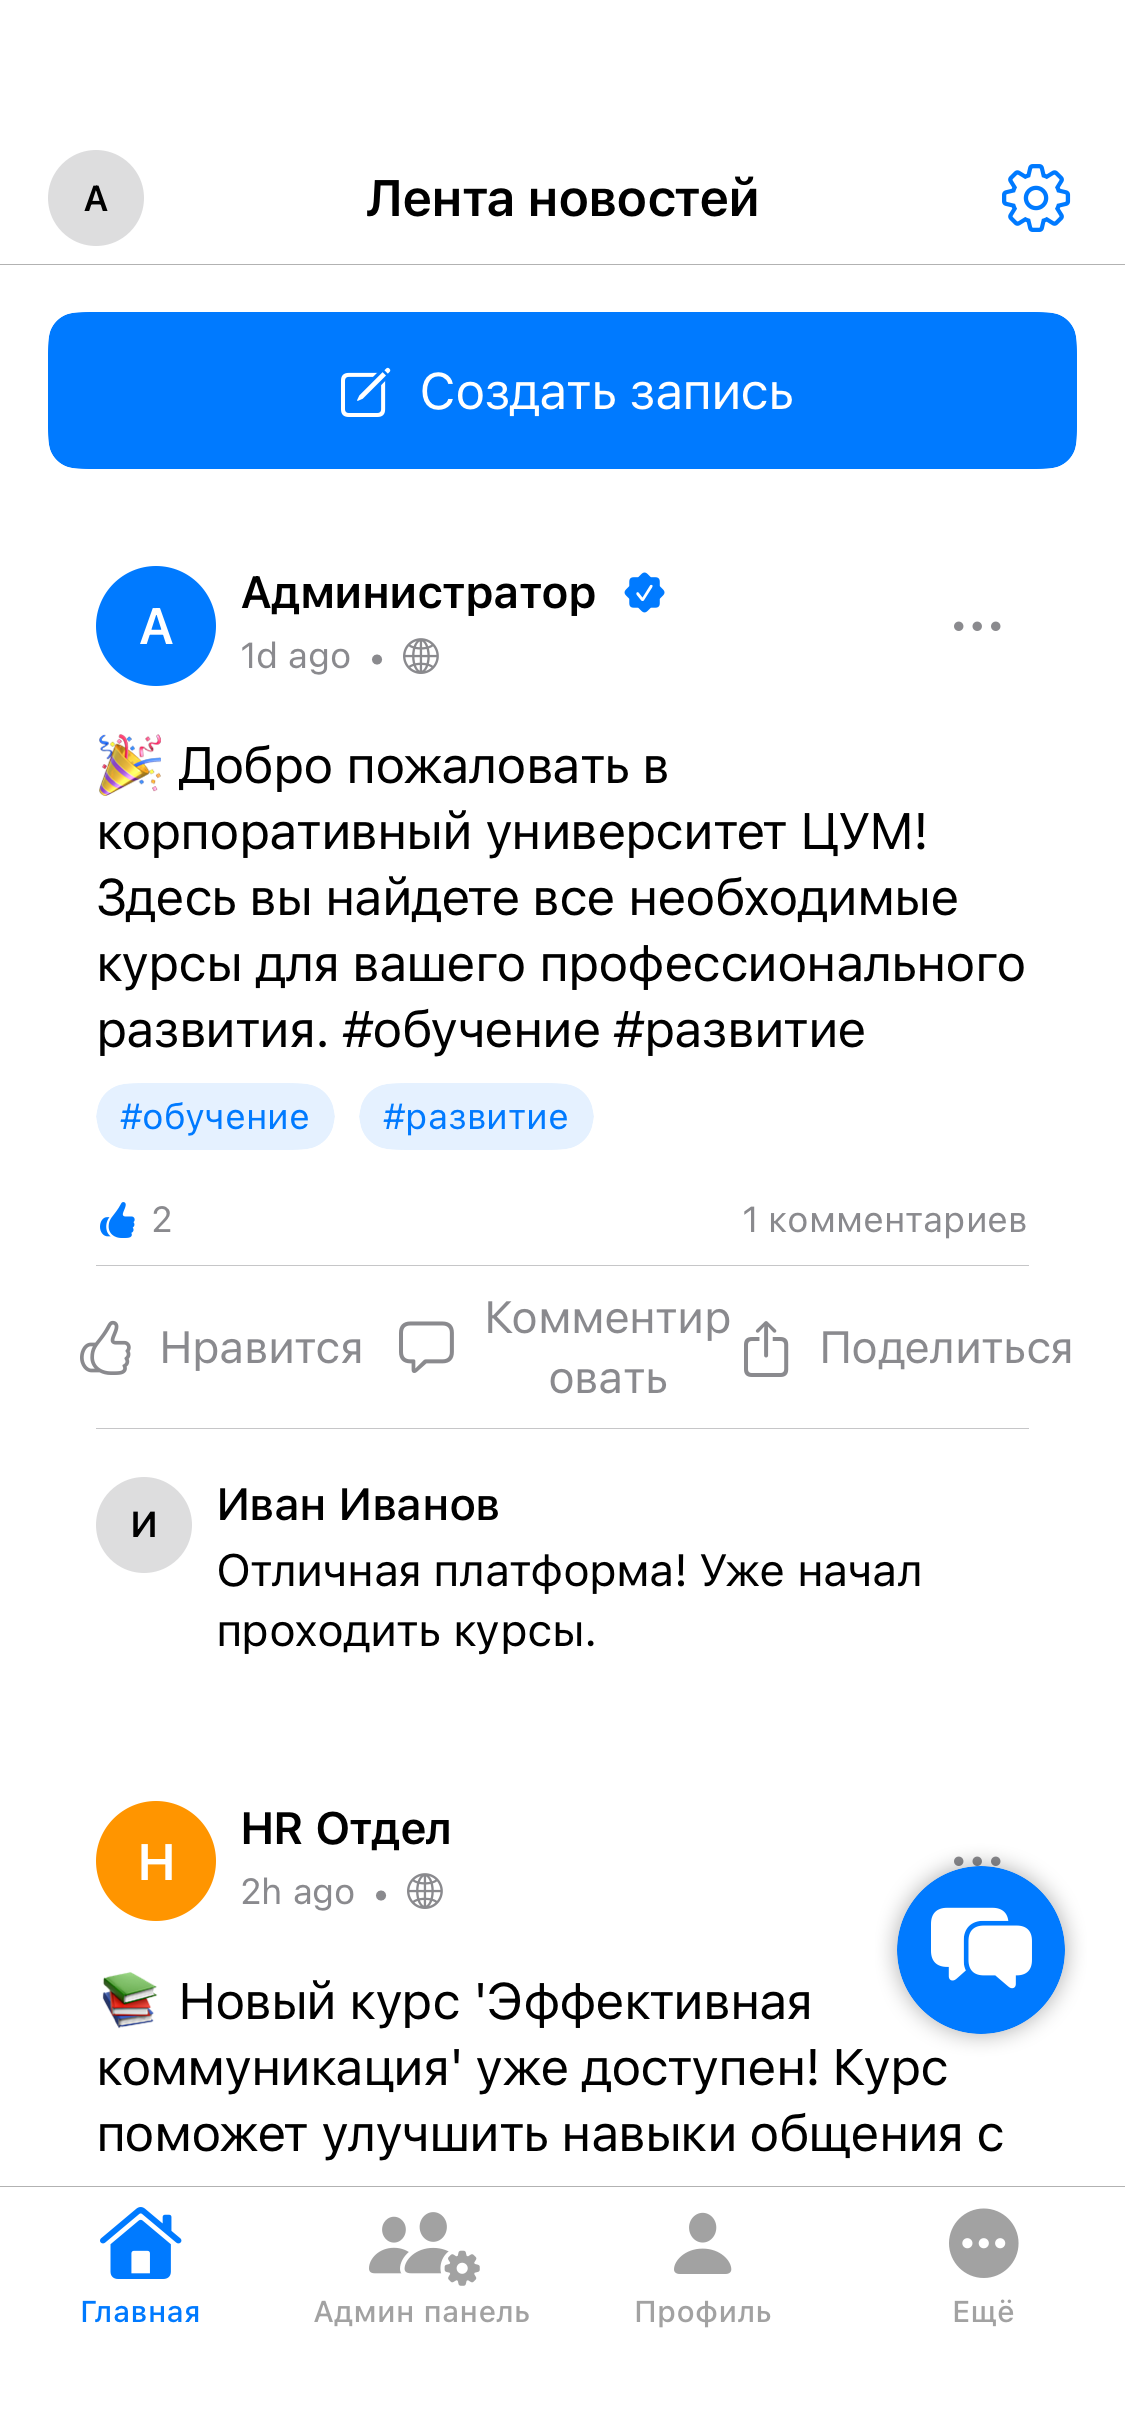 А
Лента новостей
Создать запись
А
Администратор
1d ago •
🎉 Добро пожаловать в
корпоративный университет ЦУМ!
Здесь вы найдете все необходимые
курсы для вашего профессионального
развития. #обучение #развитие
#обучение #развитие
2
1 комментариев
Нравится
Комментир
овать
Поделиться
И
Иван Иванов
Отличная платформа! Уже начал
проходить курсы.
H
HR Отдел
2h ago •
📚 Новый курс 'Эффективная
коммуникация' уже доступен! Курс
поможет улучшить навыки общения с
Главная
Админ панель
Профиль
Ещё